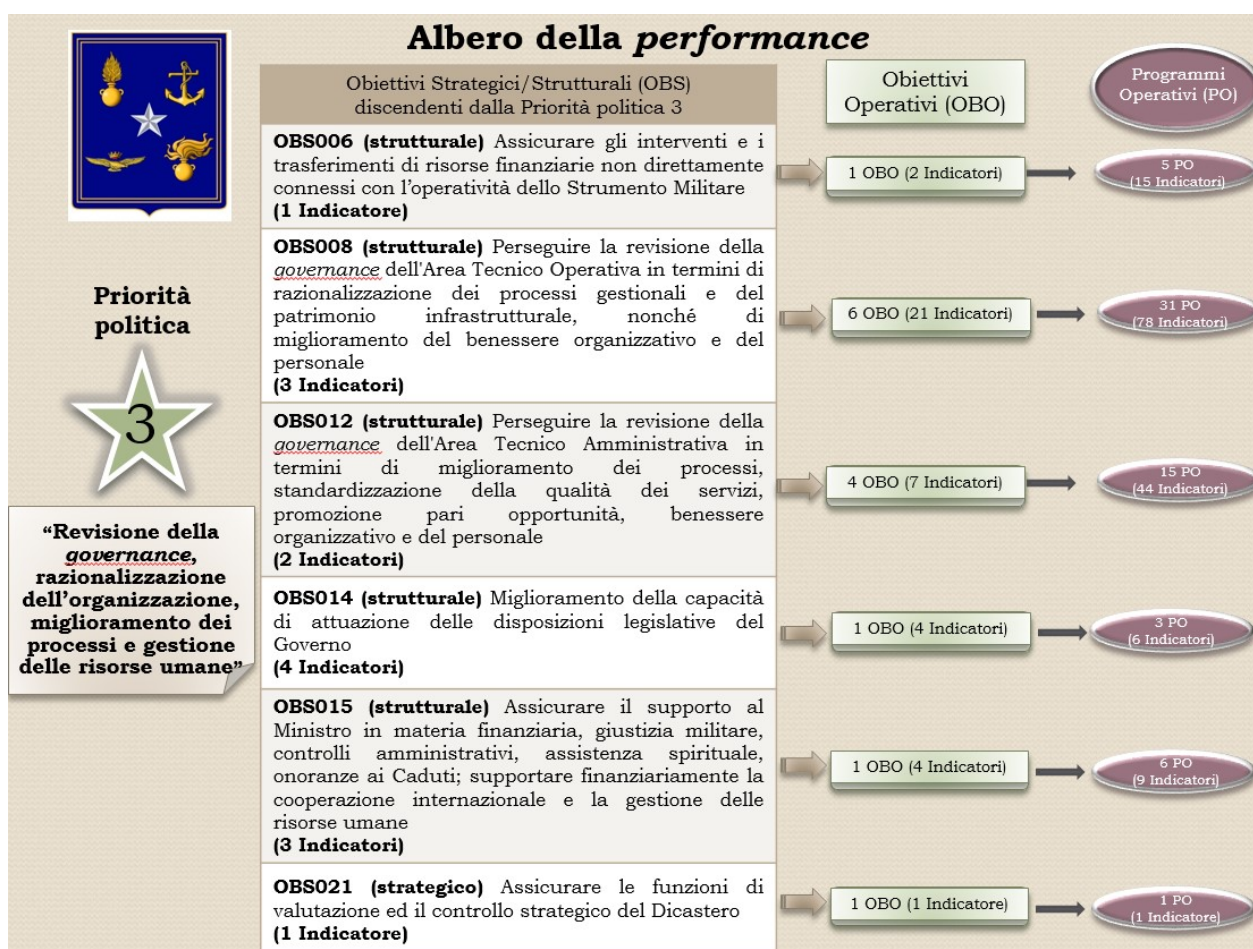 Albero della performance
Obiettivi Strategici/Strutturali (OBS)
discendenti dalla Priorità politica 3
Obiettivi
Operativi (OBO)
Programmi
Operativi (PO)
OBS006 (strutturale) Assicurare gli interventi e i
trasferimenti di risorse finanziarie non direttamente
connessi con l'operatività dello Strumento Militare
(1 Indicatore)
1 OBO (2 Indicatori)
5 PO
(15 Indicatori)
OBS008 (strutturale) Perseguire la revisione della
governance dell'Area Tecnico Operativa in termini di
razionalizzazione dei processi gestionali e del
patrimonio infrastrutturale, nonché di
miglioramento del benessere organizzativo e del
personale
(3 Indicatori)
6 OBO (21 Indicatori)
31 PO
(78 Indicatori)
OBS012 (strutturale) Perseguire la revisione della
governance dell'Area Tecnico Amministrativa in
termini di miglioramento dei processi,
standardizzazione della qualità dei servizi,
promozione pari opportunità, benessere
organizzativo e del personale
(2 Indicatori)
4 OBO (7 Indicatori)
15 PO
(44 Indicatori)
OBS014 (strutturale) Miglioramento della capacità
di attuazione delle disposizioni legislative del
Governo
(4 Indicatori)
1 OBO (4 Indicatori)
3 PO
(6 Indicatori)
OBS015 (strutturale) Assicurare il supporto al
Ministro in materia finanziaria, giustizia militare,
controlli amministrativi, assistenza spirituale,
onoranze ai Caduti; supportare finanziariamente la
cooperazione internazionale e la gestione delle
risorse umane
(3 Indicatori)
1 OBO (4 Indicatori)
6 PO
(9 Indicatori)
OBS021 (strategico) Assicurare le funzioni di
valutazione ed il controllo strategico del Dicastero
(1 Indicatore)
1 OBO (1 Indicatore)
1 PO
(1 Indicatore)
Priorità
politica
3
"Revisione della
governance,
razionalizzazione
dell'organizzazione,
miglioramento dei
processi e gestione
delle risorse umane"